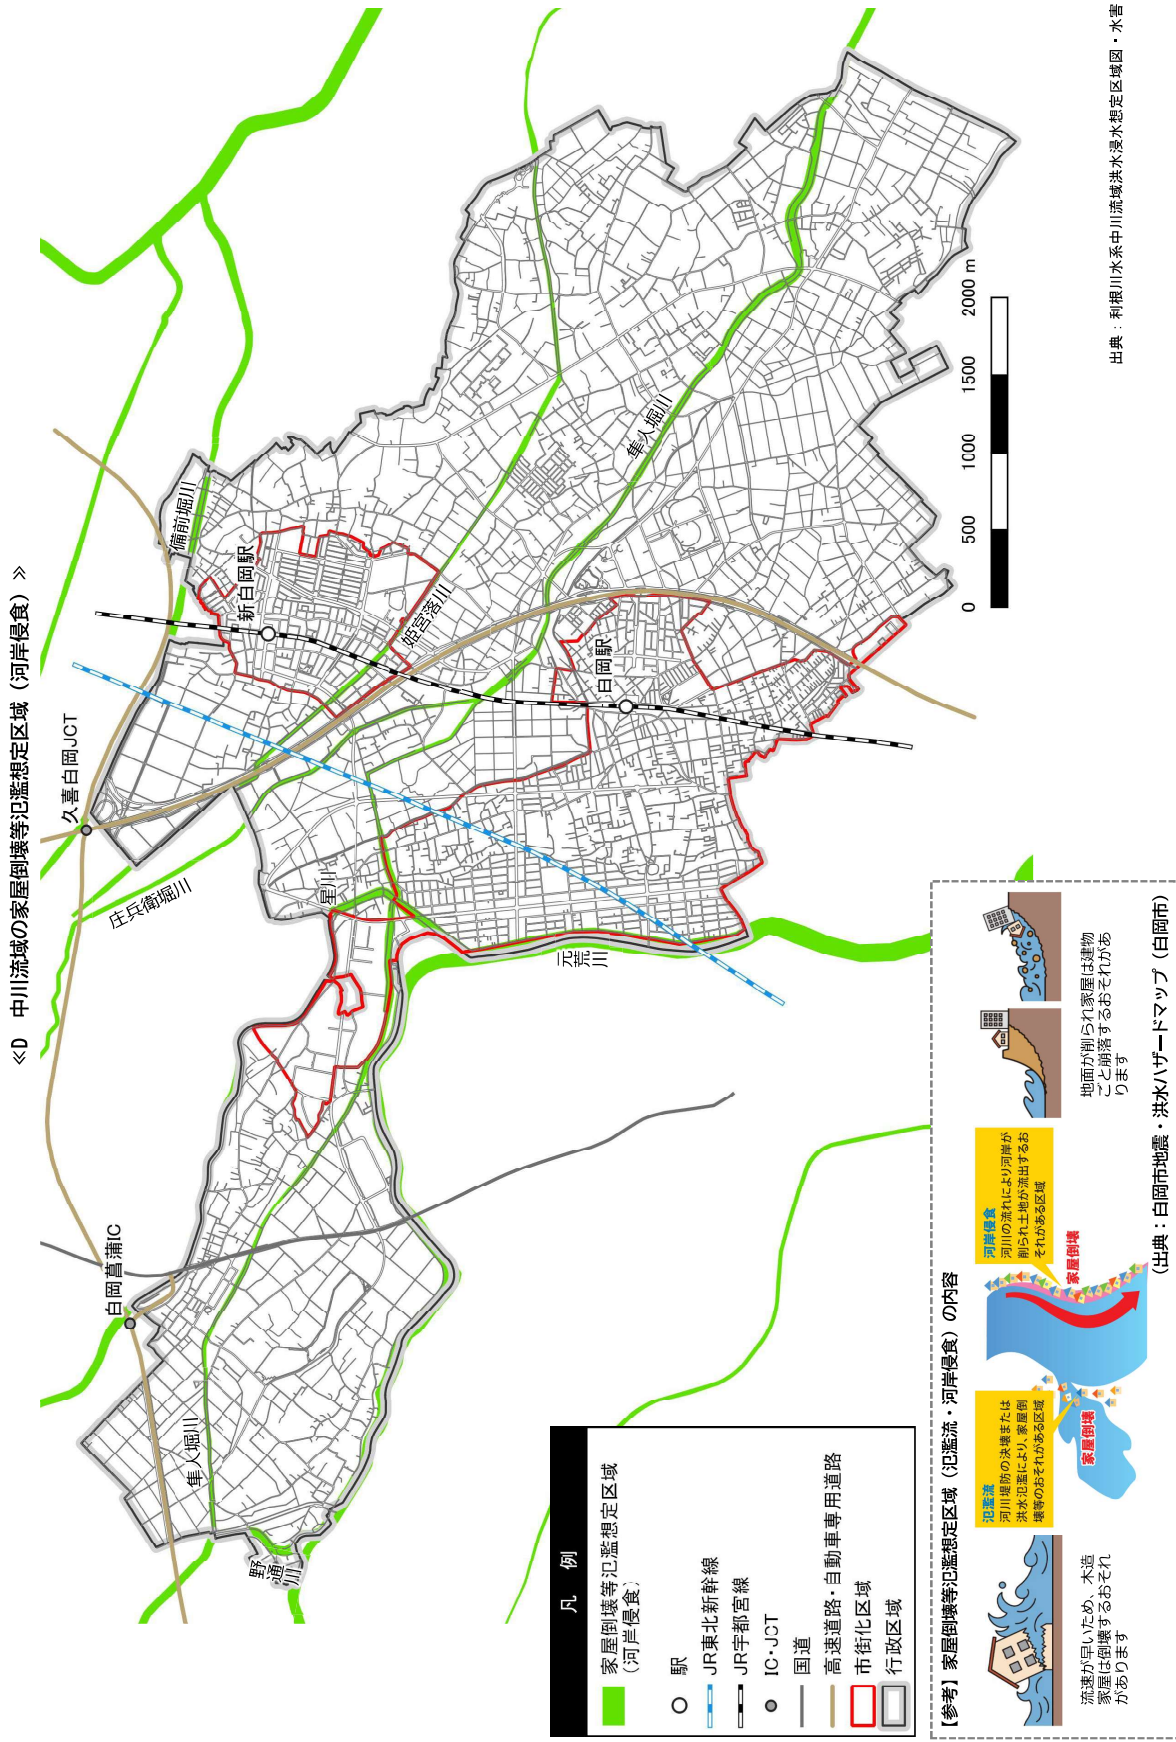 ≪D 中川流域の家屋倒壊等氾濫想定区域（河岸侵食）≫
久喜白岡JCT
白岡菖蒲IC
庄兵衛堀川
備前堀川
新白岡駅
姫宮落川
星川
隼人堀川
白岡駅
隼人堀川
元荒川
野通川
0 500 1000 1500 2000 m
出典：利根川水系中川流域洪水浸水想定区域図・水害
凡 例
家屋倒壊等氾濫想定区域
（河岸侵食）
駅
JR東北新幹線
JR宇都宮線
IC・JCT
国道
高速道路・自動車専用道路
市街化区域
行政区域
【参考】家屋倒壊等氾濫想定区域（氾濫流・河岸侵食）の内容
氾濫流
河川堤防の決壊または
洪水氾濫により、家屋倒
壊等のおそれがある区域
家屋倒壊
河岸侵食
河川の流れにより河岸が
削られ土地が流出するお
それがある区域
家屋倒壊
流速が早いため、木造
家屋は倒壊するおそれ
があります
地面が削られ家屋は建物
ごと崩落するおそれがあ
ります
（出典：白岡市地震・洪水ハザードマップ（白岡市）